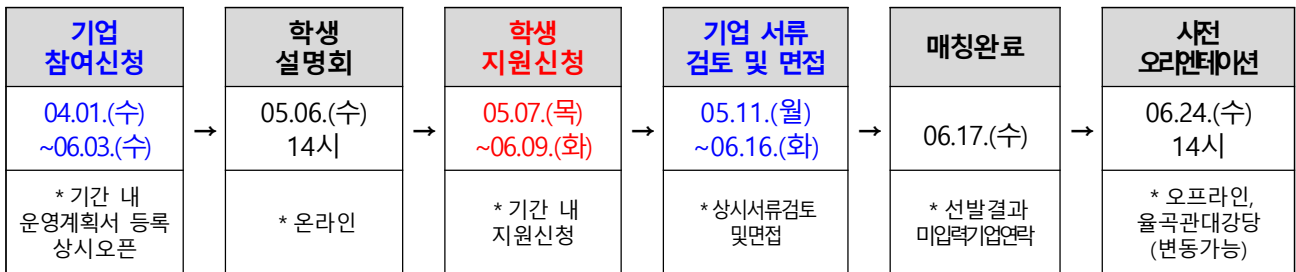 기업
참여신청
04.01.(수)
~06.03.(수)
* 기간 내
운영계획서 등록
상시오픈
→
학생
설명회
05.06.(수)
14시
* 온라인
→
학생
지원신청
05.07.(목)
~06.09.(화)
* 기간 내
지원신청
→
기업 서류
검토 및 면접
05.11.(월)
~06.16.(화)
* 상시서류검토
및면접
→
매칭완료
06.17.(수)
* 선발결과
미입력기업연락
→
사전
오리엔테이션
06.24.(수)
14시
* 오프라인,
율곡관대강당
(변동가능)